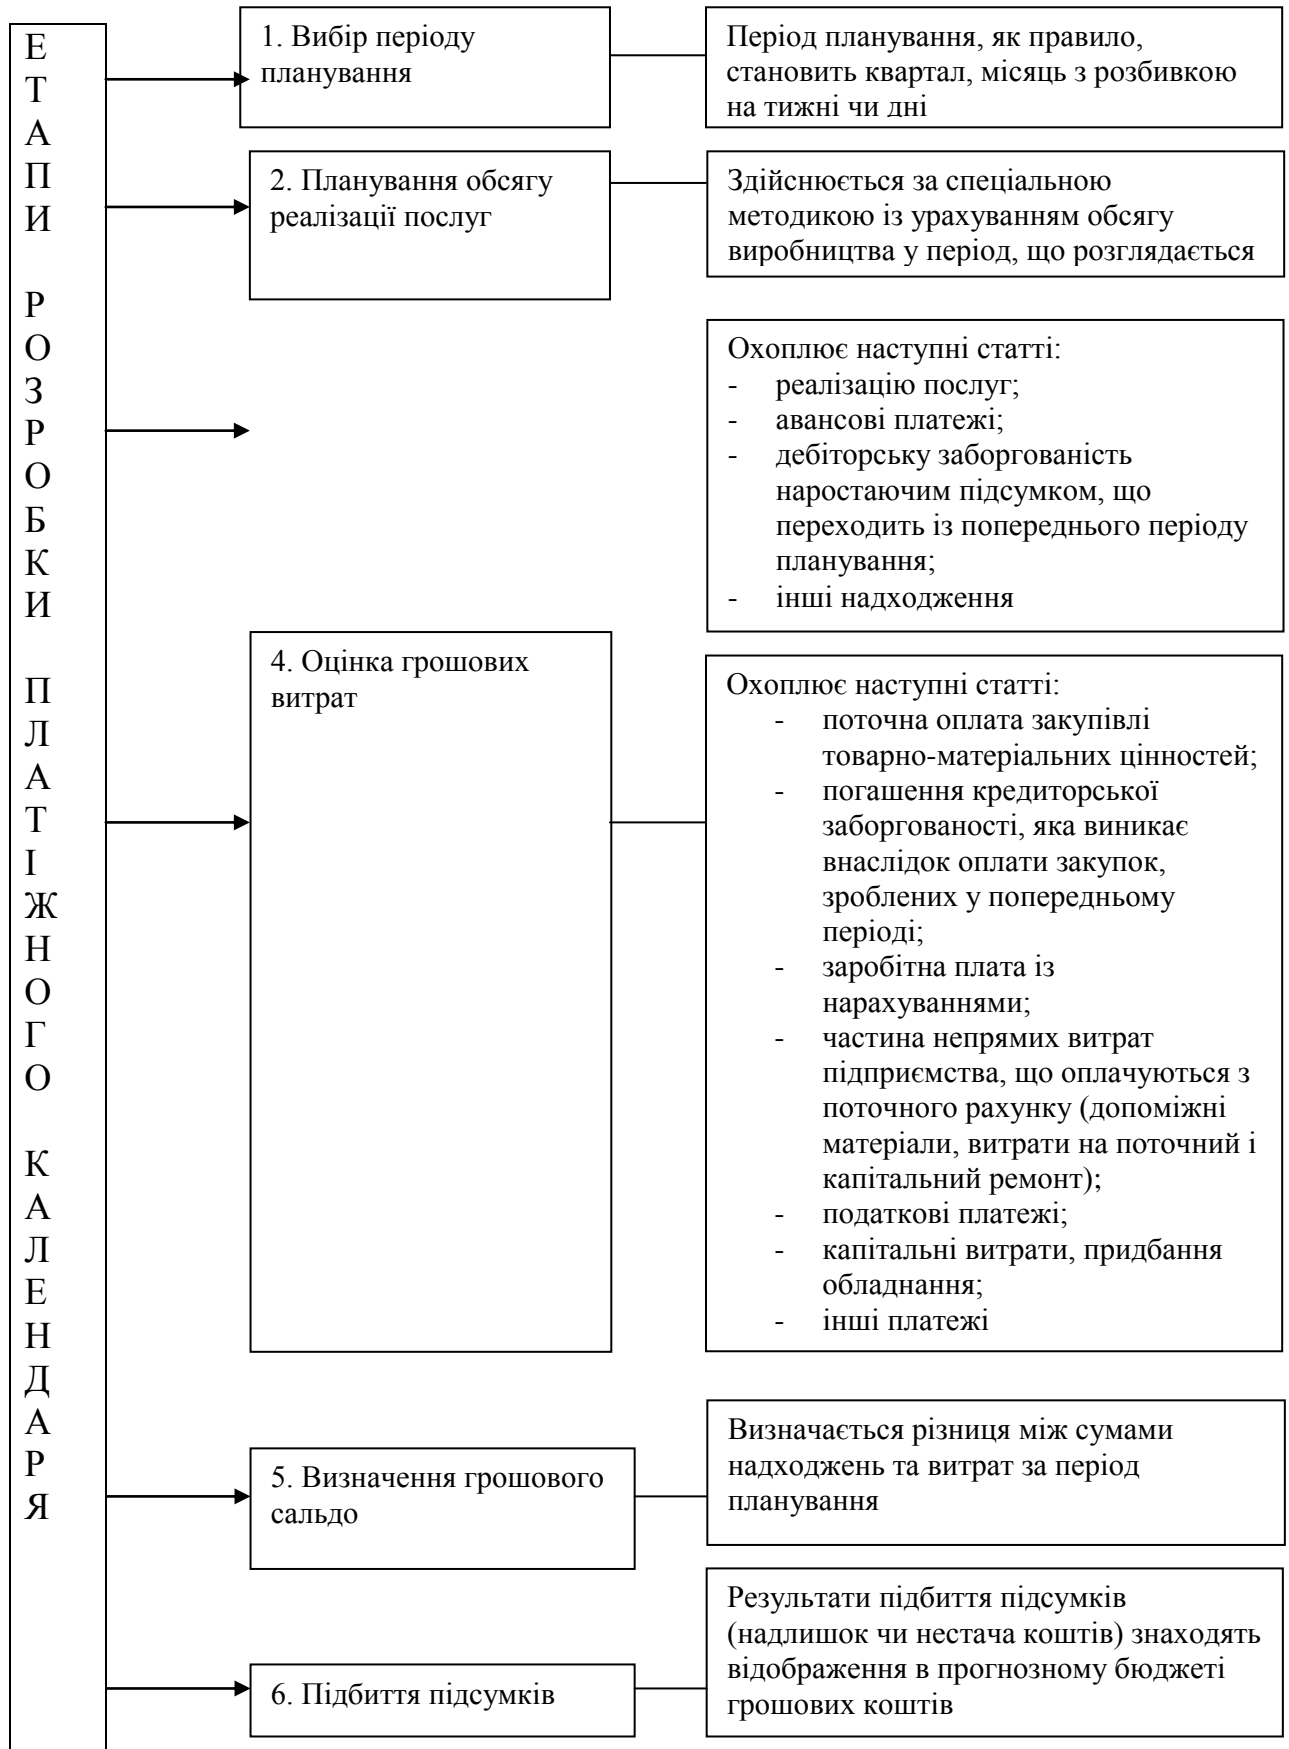 ЕТАПИ РОЗРОБКИ ПЛАТІЖНОГО КАЛЕНДАРЯ
1. Вибір періоду
планування
Період планування, як правило,
становить квартал, місяць з розбивкою
на тижні чи дні
2. Планування обсягу
реалізації послуг
Здійснюється за спеціальною
методикою із урахуванням обсягу
виробництва у період, що розглядається
Охоплює наступні статті:
- реалізацію послуг;
- авансові платежі;
- дебіторську заборгованість
наростаючим підсумком, що
переходить із попереднього періоду
планування;
- інші надходження
4. Оцінка грошових
витрат
Охоплює наступні статті:
- поточна оплата закупівлі
товарно-матеріальних цінностей;
- погашення кредиторської
заборгованості, яка виникає
внаслідок оплати закупок,
зроблених у попередньому
періоді;
- заробітна плата із
нарахуваннями;
- частина непрямих витрат
підприємства, що оплачуються з
поточного рахунку (допоміжні
матеріали, витрати на поточний і
капітальний ремонт);
- податкові платежі;
- капітальні витрати, придбання
обладнання;
- інші платежі
5. Визначення грошового
сальдо
Визначається різниця між сумами
надходжень та витрат за період
планування
6. Підбиття підсумків
Результати підбиття підсумків
(надлишок чи нестача коштів) знаходять
відображення в прогнозному бюджеті
грошових коштів